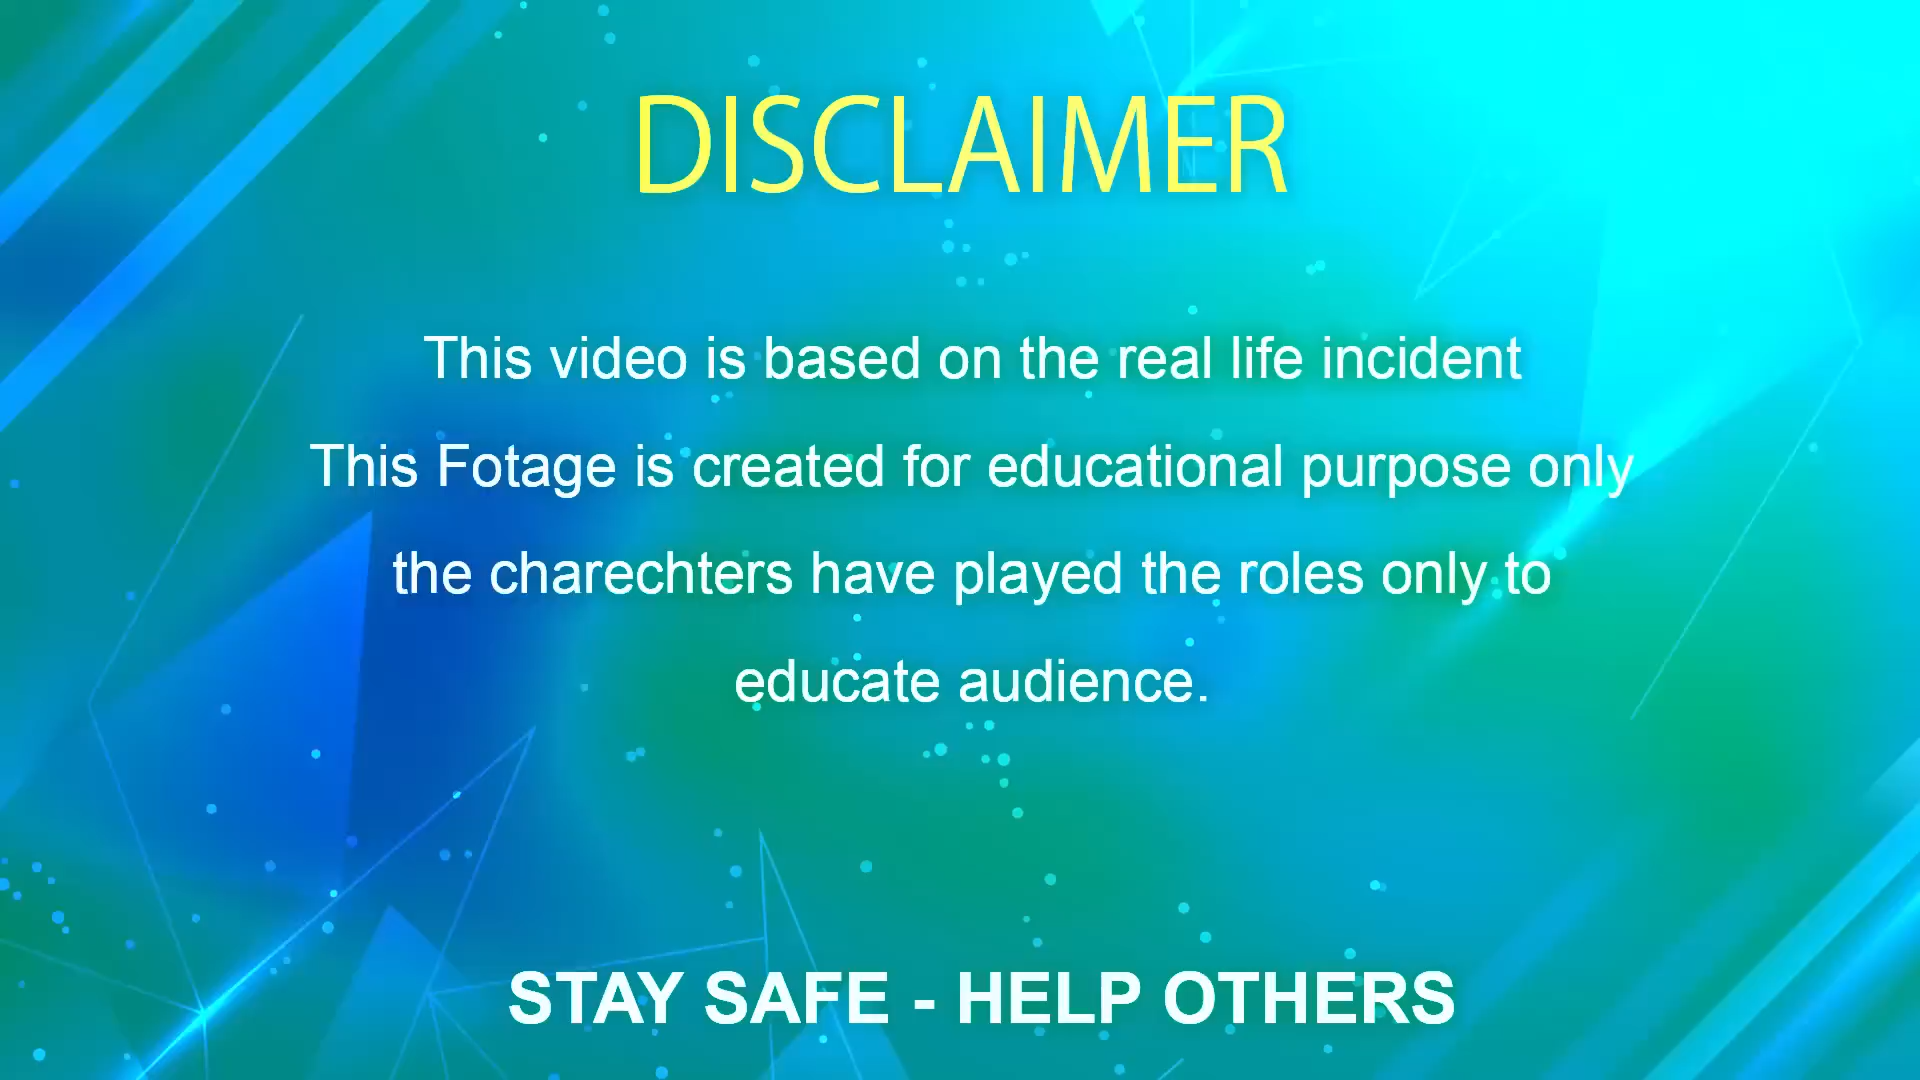 DISCLAIMER
This video is based on the real life incident
This Fotage is created for educational purpose only
the charechters have played the roles only to
educate audience.
STAY SAFE - HELP OTHERS